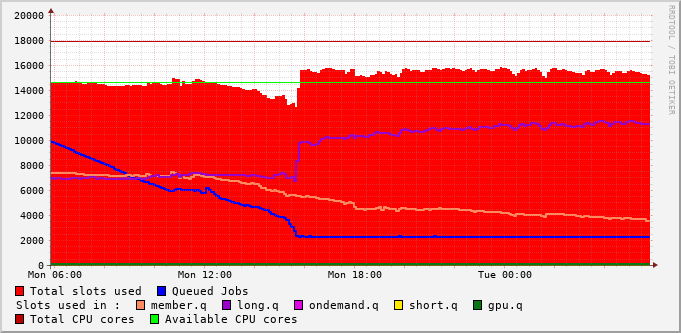 20000
18000
16000
14000
12000
10000
8000
6000
4000
2000
0
Mon 06:00 Mon 12:00 Mon 18:00 Tue 00:00
Total slots used Queued Jobs
Slots used in : member.q long.q ondemand.q short.q gpu.q
Total CPU cores Available CPU cores
RRDTOOL / TOBI OETIKER